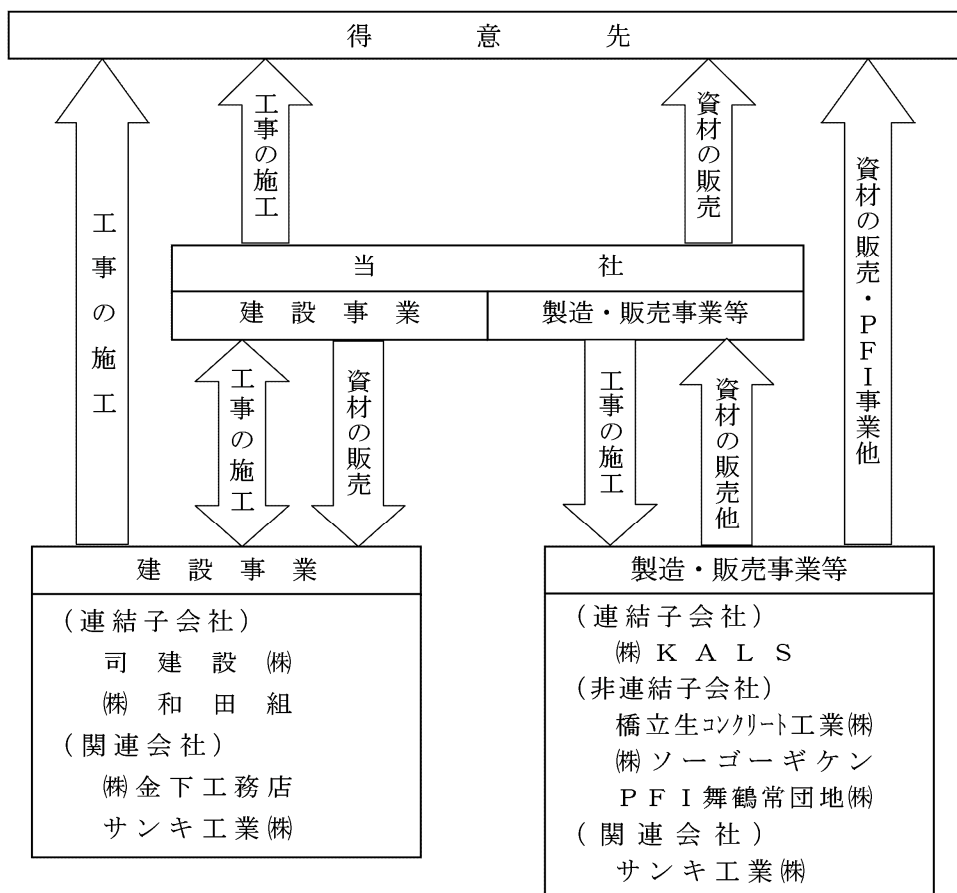 得意先
工事の施工
工事の施工
資材の販売
資材の販売・PFI事業他
当社
建設事業
製造・販売事業等
工事の施工
資材の販売
工事の施工
資材の販売他
建設事業
(連結子会社)
司建設㈱
㈱和田組
(関連会社)
㈱金下工務店
サンキ工業㈱
製造・販売事業等
(連結子会社)
㈱KALS
(非連結子会社)
橋立生コンクリート工業㈱
㈱ソーゴーギケン
PFI舞鶴常団地㈱
(関連会社)
サンキ工業㈱